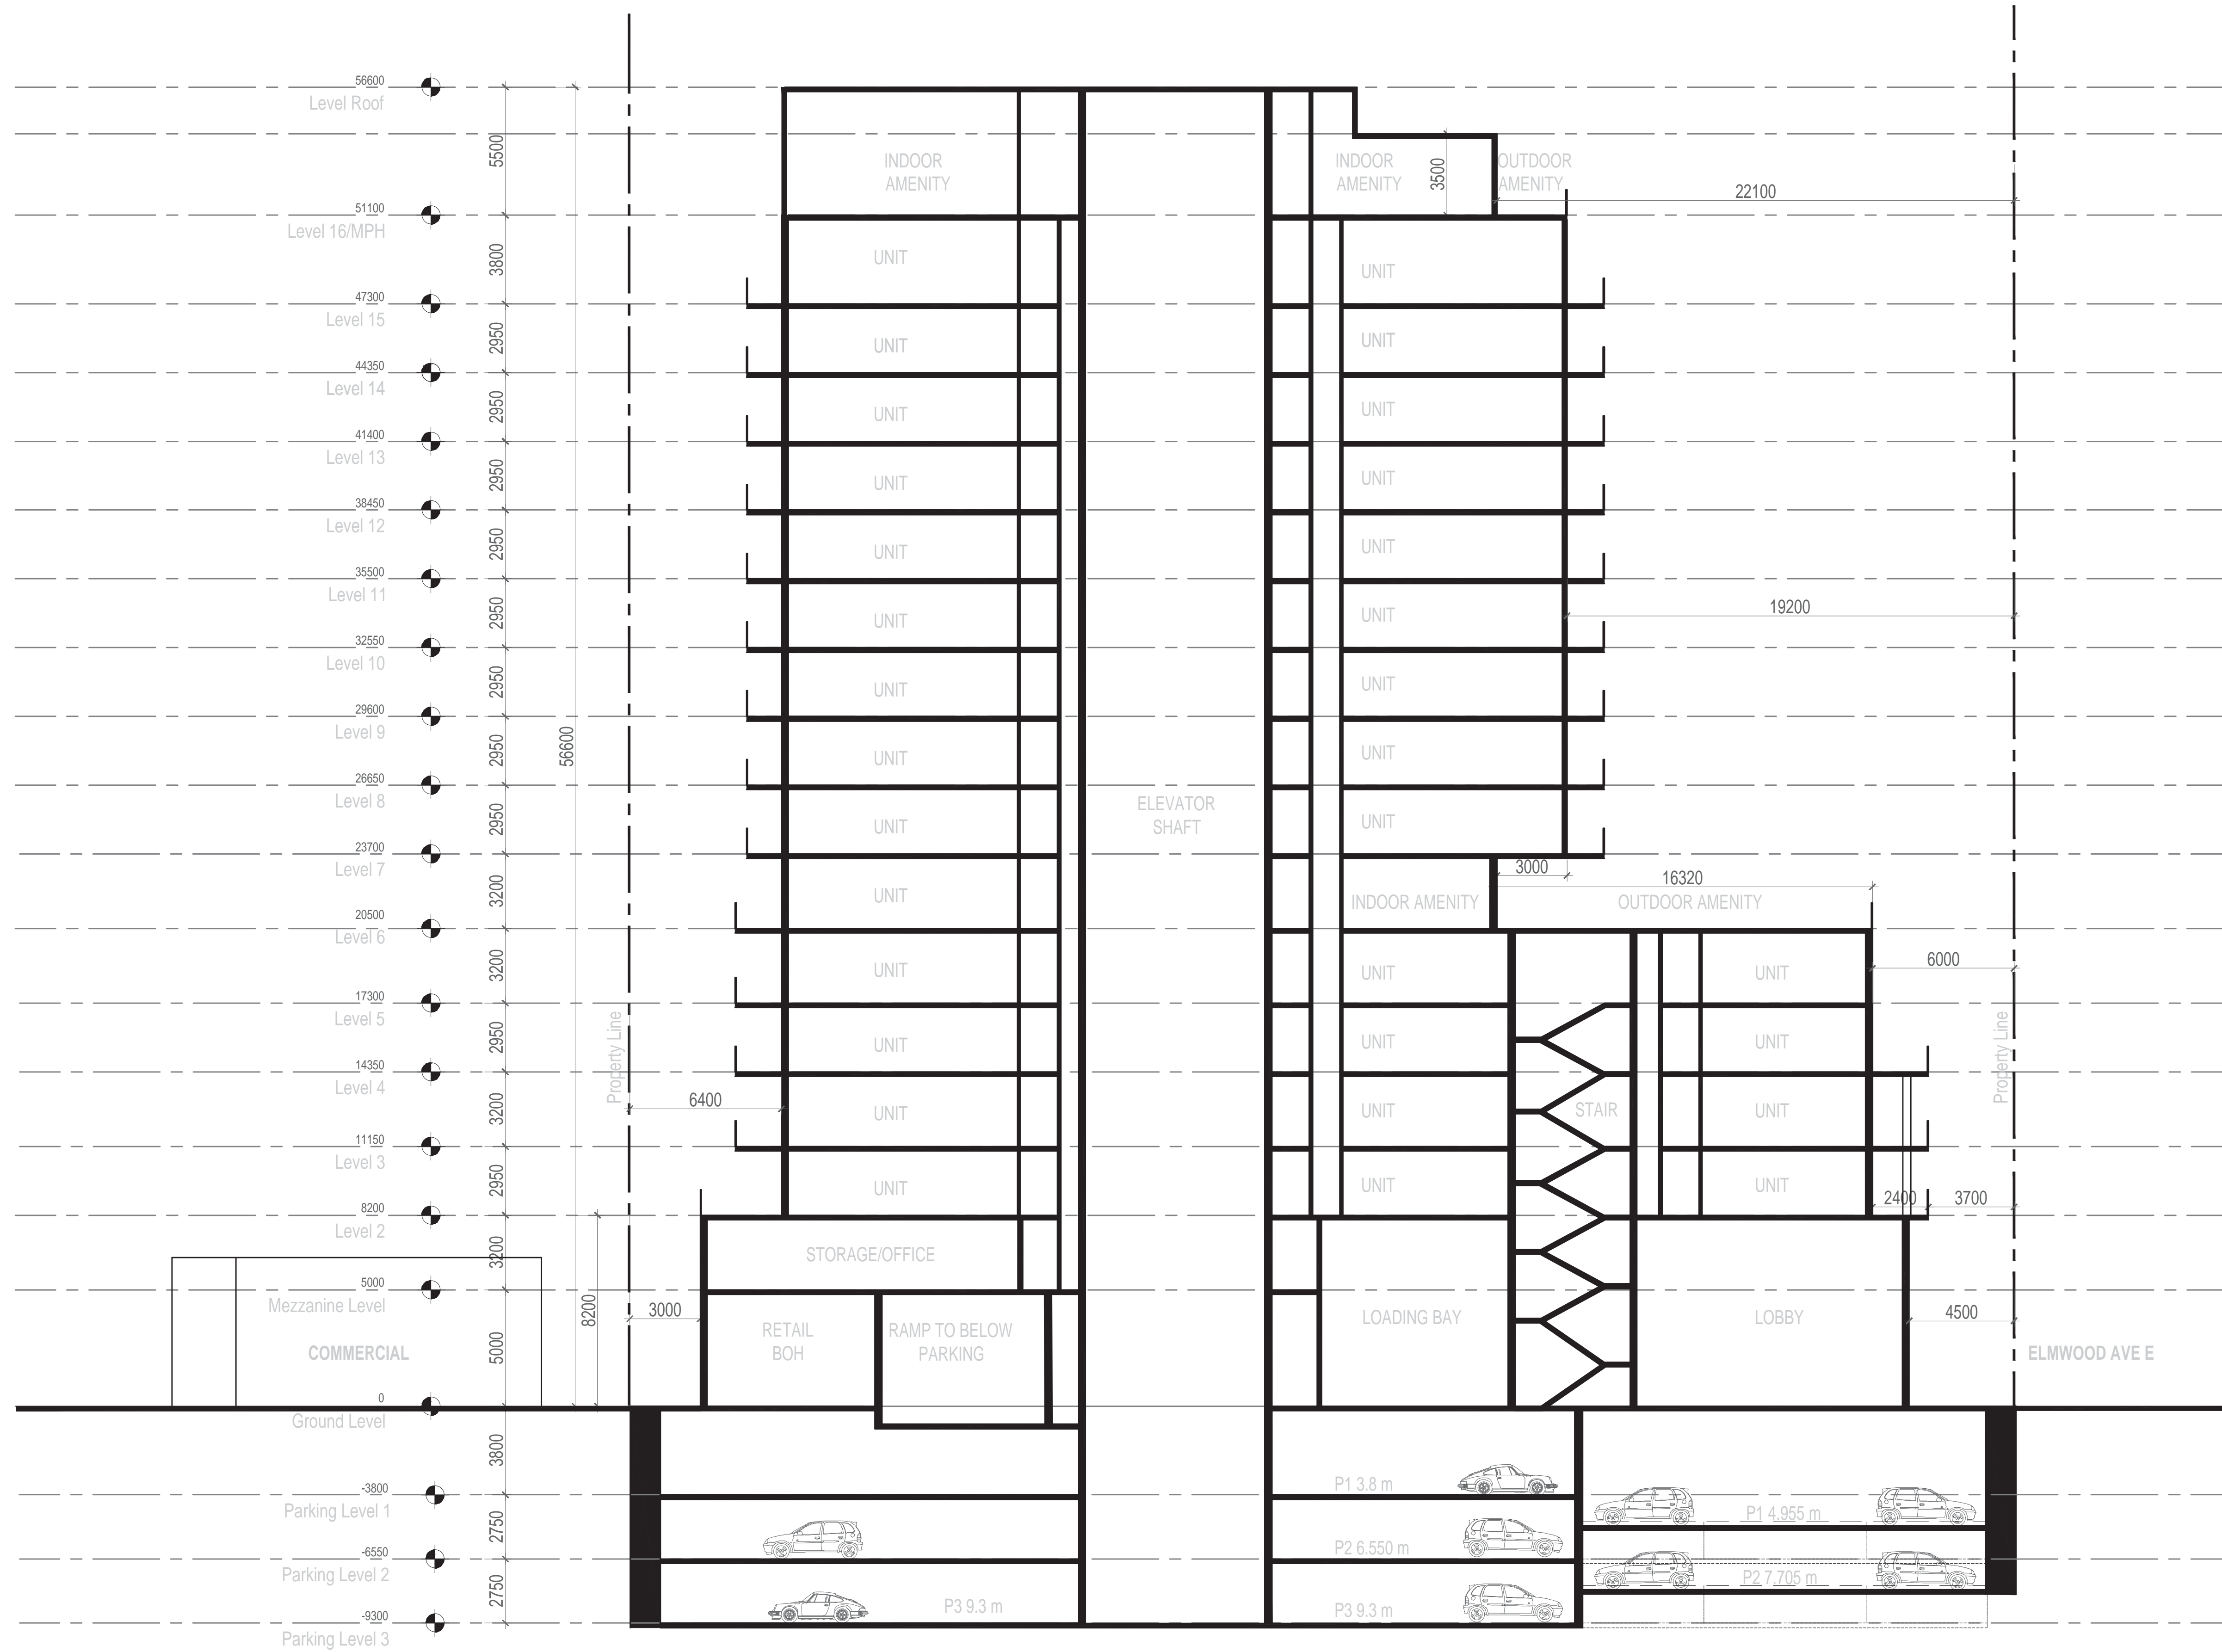 56600
Level Roof
5500
INDOOR
AMENITY
INDOOR
AMENITY
3500
OUTDOOR
AMENITY
22100
51100
Level 16/MPH
3800
UNIT
UNIT
47300
Level 15
2950
UNIT
UNIT
44350
Level 14
2950
UNIT
UNIT
41400
Level 13
2950
UNIT
UNIT
38450
Level 12
2950
UNIT
UNIT
35500
Level 11
2950
UNIT
UNIT
19200
32550
Level 10
2950
UNIT
UNIT
29600
Level 9
2950
56600
UNIT
UNIT
26650
Level 8
2950
UNIT
ELEVATOR
SHAFT
UNIT
23700
Level 7
3200
UNIT
3000
16320
INDOOR AMENITY
OUTDOOR AMENITY
20500
Level 6
3200
UNIT
UNIT
UNIT
6000
17300
Level 5
2950
Property Line
UNIT
UNIT
UNIT
Property Line
14350
Level 4
3200
6400
UNIT
UNIT
STAIR
UNIT
11150
Level 3
2950
UNIT
UNIT
UNIT
2400
3700
8200
Level 2
3200
STORAGE/OFFICE
5000
Mezzanine Level
8200
3000
5000
COMMERCIAL
RETAIL
BOH
RAMP TO BELOW
PARKING
LOADING BAY
LOBBY
4500
ELMWOOD AVE E
0
Ground Level
3800
P1 3.8 m
-3800
Parking Level 1
P1 4.955 m
2750
P2 6.550 m
-6550
Parking Level 2
P2 7.705 m
2750
P3 9.3 m
P3 9.3 m
-9300
Parking Level 3